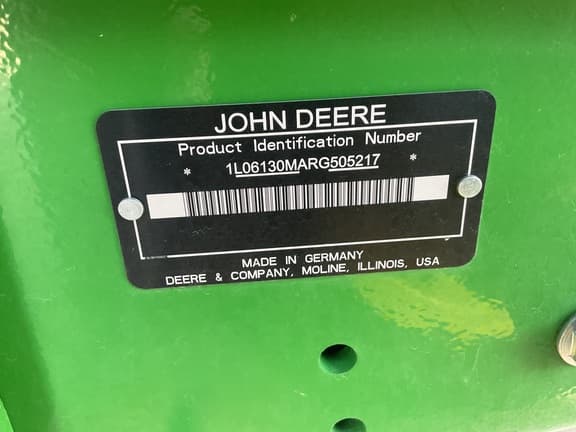 JOHN DEERE
Product Identification Number
* 1L06130MARG505217 *
MADE IN GERMANY
DEERE & COMPANY, MOLINE, ILLINOIS, USA